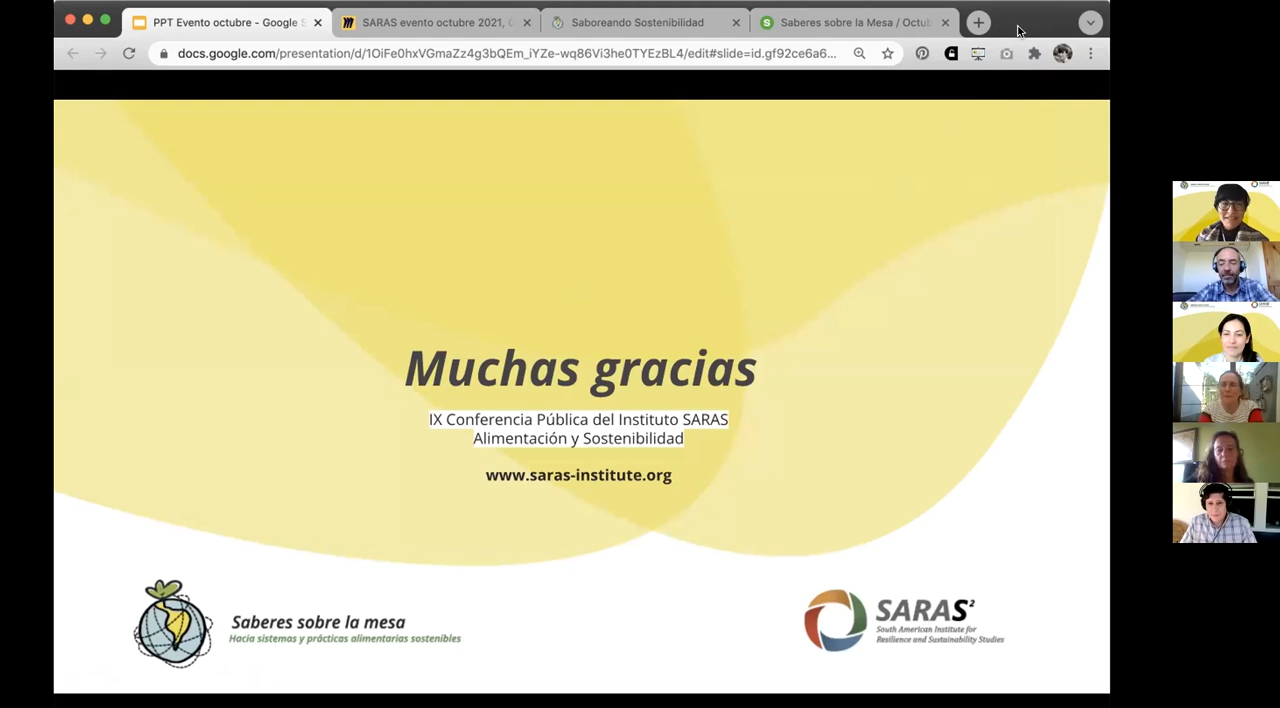 PPT Evento octubre - Google S
SARAS evento octubre 2021,
Saboreando Sostenibilidad
Saberes sobre la Mesa / Octub
docs.google.com/presentation/d/1OiFe0hxVGmaZz4g3bQEm_iYZe-wq86Vi3he0TYEzBL4/edit#slide=id.gf92ce6a6...
Muchas gracias
IX Conferencia Pública del Instituto SARAS
Alimentación y Sostenibilidad
www.saras-institute.org
Saberes sobre la mesa
Hacia sistemas y prácticas alimentarias sostenibles
SARAS²
South American Institute for
Resilience and Sustainability Studies